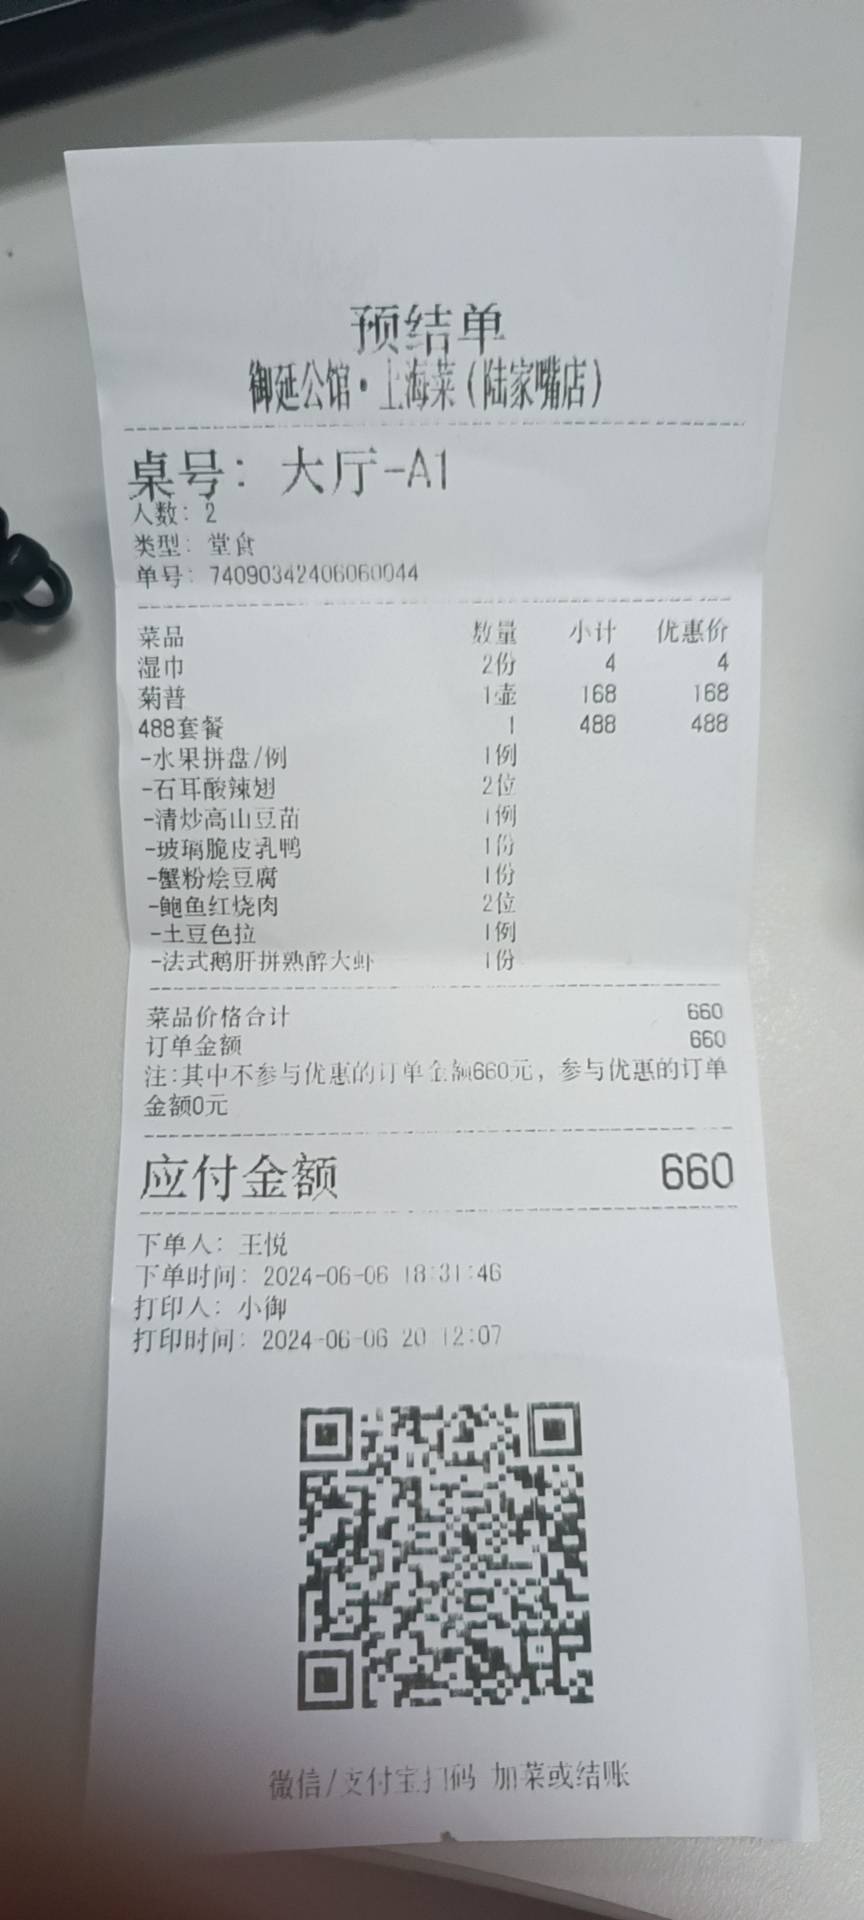 预结单
御延公馆·上海菜(陆家嘴店)
桌号: 大厅-A1
人数: 2
类型: 堂食
单号: 74090342406060044
菜品 数量 小计 优惠价
湿巾 2份 4 4
菊普 1壶 168 168
488套餐 1 488 488
-水果拼盘/例 1例
-石耳酸辣翅 2位
-清炒高山豆苗 1例
-玻璃脆皮乳鸭 1份
-蟹粉烩豆腐 1份
-鲍鱼红烧肉 2位
-土豆色拉 1例
-法式鹅肝拼熟醉大虾 1份
菜品价格合计 660
订单金额 660
注:其中不参与优惠的订单金额660元, 参与优惠的订单
金额0元
应付金额 660
下单人: 王悦
下单时间: 2024-06-06 18:31:46
打印人: 小御
打印时间: 2024-06-06 20:12:07
微信/支付宝扫码 加菜或结账